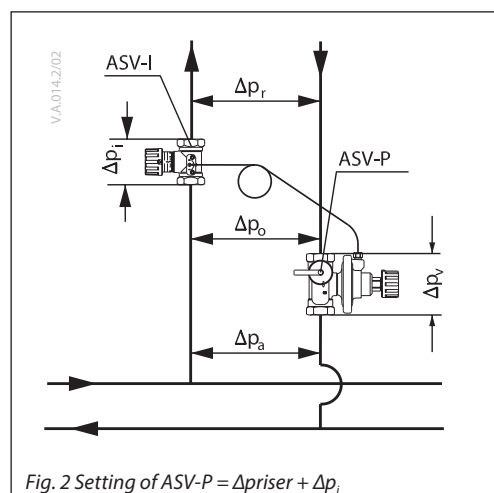 V.A.014.2/02
ASV-I
Δpᵣ
Δpᵢ
ASV-P
Δpₒ
Δpᵥ
Δpₐ
Fig. 2 Setting of ASV-P = Δpriser + Δpᵢ